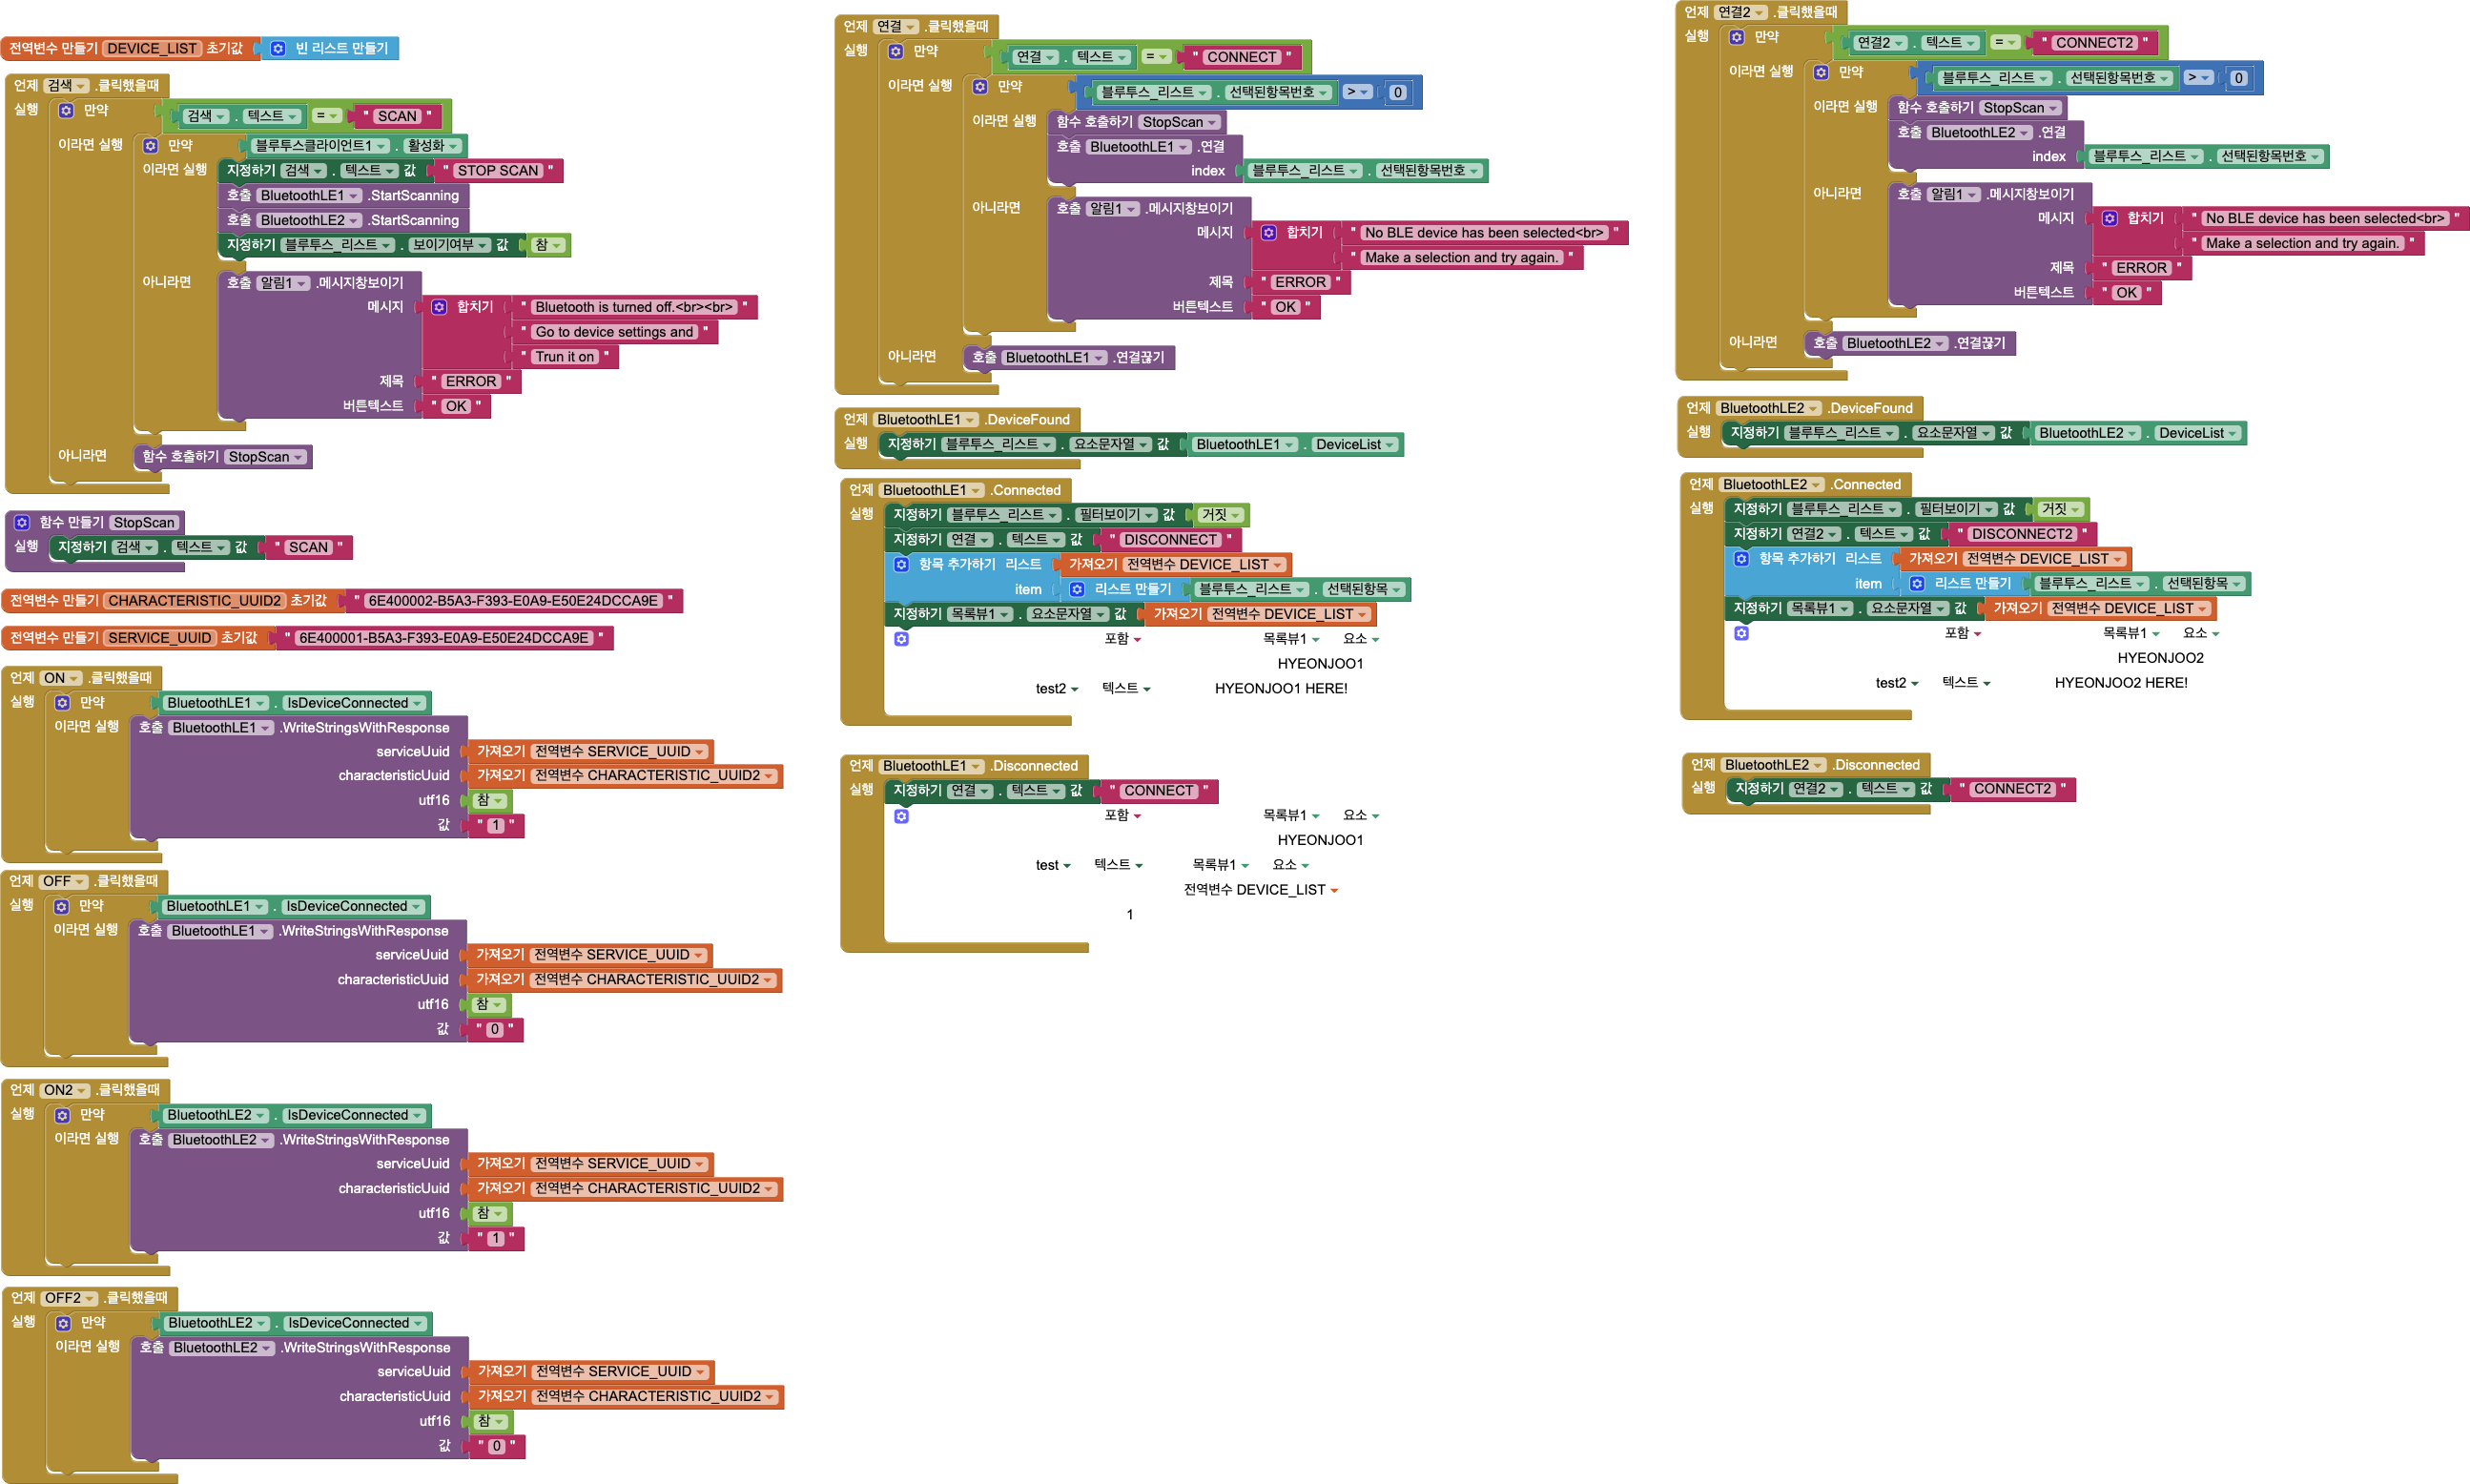 전역변수 만들기 DEVICE_LIST 초기값 빈 리스트 만들기
언제 검색 .클릭했을때
실행 만약 검색 . 텍스트 = " SCAN "
이라면 실행 만약 블루투스클라이언트1 . 활성화
이라면 실행 지정하기 검색 . 텍스트 값 " STOP SCAN "
호출 BluetoothLE1 .StartScanning
호출 BluetoothLE2 .StartScanning
지정하기 블루투스_리스트 . 보이기여부 값 참
아니라면 호출 알림1 .메시지창보이기
메시지 합치기 " Bluetooth is turned off.<br><br> "
" Go to device settings and "
" Trun it on "
제목 " ERROR "
버튼텍스트 " OK "
아니라면 함수 호출하기 StopScan
함수 만들기 StopScan
실행 지정하기 검색 . 텍스트 값 " SCAN "
전역변수 만들기 CHARACTERISTIC_UUID2 초기값 " 6E400002-B5A3-F393-E0A9-E50E24DCCA9E "
전역변수 만들기 SERVICE_UUID 초기값 " 6E400001-B5A3-F393-E0A9-E50E24DCCA9E "
언제 ON .클릭했을때
실행 만약 BluetoothLE1 . IsDeviceConnected
이라면 실행 호출 BluetoothLE1 .WriteStringsWithResponse
serviceUuid 가져오기 전역변수 SERVICE_UUID
characteristicUuid 가져오기 전역변수 CHARACTERISTIC_UUID2
utf16 참
값 " 1 "
언제 OFF .클릭했을때
실행 만약 BluetoothLE1 . IsDeviceConnected
이라면 실행 호출 BluetoothLE1 .WriteStringsWithResponse
serviceUuid 가져오기 전역변수 SERVICE_UUID
characteristicUuid 가져오기 전역변수 CHARACTERISTIC_UUID2
utf16 참
값 " 0 "
언제 ON2 .클릭했을때
실행 만약 BluetoothLE2 . IsDeviceConnected
이라면 실행 호출 BluetoothLE2 .WriteStringsWithResponse
serviceUuid 가져오기 전역변수 SERVICE_UUID
characteristicUuid 가져오기 전역변수 CHARACTERISTIC_UUID2
utf16 참
값 " 1 "
언제 OFF2 .클릭했을때
실행 만약 BluetoothLE2 . IsDeviceConnected
이라면 실행 호출 BluetoothLE2 .WriteStringsWithResponse
serviceUuid 가져오기 전역변수 SERVICE_UUID
characteristicUuid 가져오기 전역변수 CHARACTERISTIC_UUID2
utf16 참
값 " 0 "
언제 연결 .클릭했을때
실행 만약 연결 . 텍스트 = " CONNECT "
이라면 실행 만약 블루투스_리스트 . 선택된항목번호 > 0
이라면 실행 함수 호출하기 StopScan
호출 BluetoothLE1 .연결
index 블루투스_리스트 . 선택된항목번호
아니라면 호출 알림1 .메시지창보이기
메시지 합치기 " No BLE device has been selected<br> "
" Make a selection and try again. "
제목 " ERROR "
버튼텍스트 " OK "
아니라면 호출 BluetoothLE1 .연결끊기
언제 BluetoothLE1 .DeviceFound
실행 지정하기 블루투스_리스트 . 요소문자열 값 BluetoothLE1 . DeviceList
언제 BluetoothLE1 .Connected
실행 지정하기 블루투스_리스트 . 필터보이기 값 거짓
지정하기 연결 . 텍스트 값 " DISCONNECT "
항목 추가하기 리스트 가져오기 전역변수 DEVICE_LIST
item 리스트 만들기 블루투스_리스트 . 선택된항목
지정하기 목록뷰1 . 요소문자열 값 가져오기 전역변수 DEVICE_LIST
포함 목록뷰1 요소
HYEONJOO1
test2 텍스트 HYEONJOO1 HERE!
언제 BluetoothLE1 .Disconnected
실행 지정하기 연결 . 텍스트 값 " CONNECT "
포함 목록뷰1 요소
HYEONJOO1
test 텍스트 목록뷰1 요소
전역변수 DEVICE_LIST
1
언제 연결2 .클릭했을때
실행 만약 연결2 . 텍스트 = " CONNECT2 "
이라면 실행 만약 블루투스_리스트 . 선택된항목번호 > 0
이라면 실행 함수 호출하기 StopScan
호출 BluetoothLE2 .연결
index 블루투스_리스트 . 선택된항목번호
아니라면 호출 알림1 .메시지창보이기
메시지 합치기 " No BLE device has been selected<br> "
" Make a selection and try again. "
제목 " ERROR "
버튼텍스트 " OK "
아니라면 호출 BluetoothLE2 .연결끊기
언제 BluetoothLE2 .DeviceFound
실행 지정하기 블루투스_리스트 . 요소문자열 값 BluetoothLE2 . DeviceList
언제 BluetoothLE2 .Connected
실행 지정하기 블루투스_리스트 . 필터보이기 값 거짓
지정하기 연결2 . 텍스트 값 " DISCONNECT2 "
항목 추가하기 리스트 가져오기 전역변수 DEVICE_LIST
item 리스트 만들기 블루투스_리스트 . 선택된항목
지정하기 목록뷰1 . 요소문자열 값 가져오기 전역변수 DEVICE_LIST
포함 목록뷰1 요소
HYEONJOO2
test2 텍스트 HYEONJOO2 HERE!
언제 BluetoothLE2 .Disconnected
실행 지정하기 연결2 . 텍스트 값 " CONNECT2 "